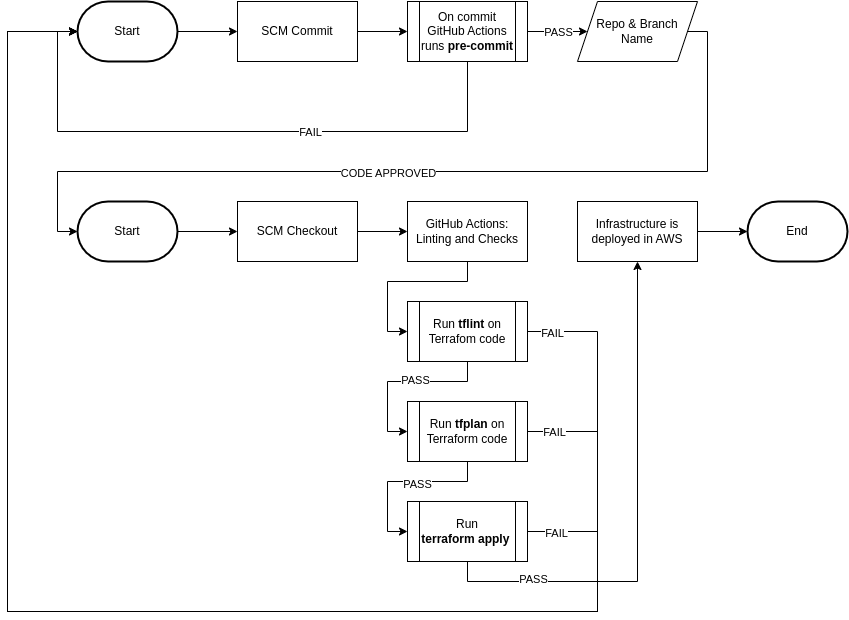 Start
SCM Commit
On commit
GitHub Actions
runs pre-commit
PASS
Repo & Branch
Name
FAIL
CODE APPROVED
Start
SCM Checkout
GitHub Actions:
Linting and Checks
Infrastructure is
deployed in AWS
End
Run tflint on
Terrafom code
FAIL
PASS
Run tfplan on
Terraform code
FAIL
PASS
Run
terraform apply
FAIL
PASS